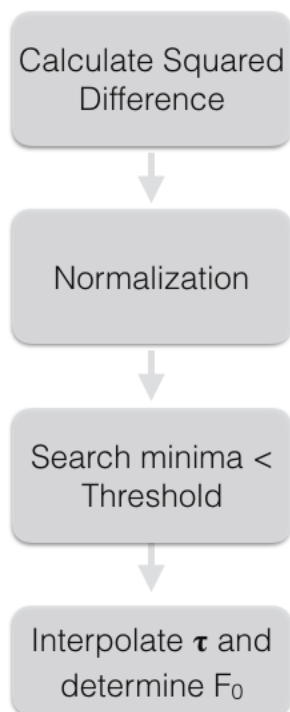 Calculate Squared
Difference
Normalization
Search minima <
Threshold
Interpolate τ and
determine F₀